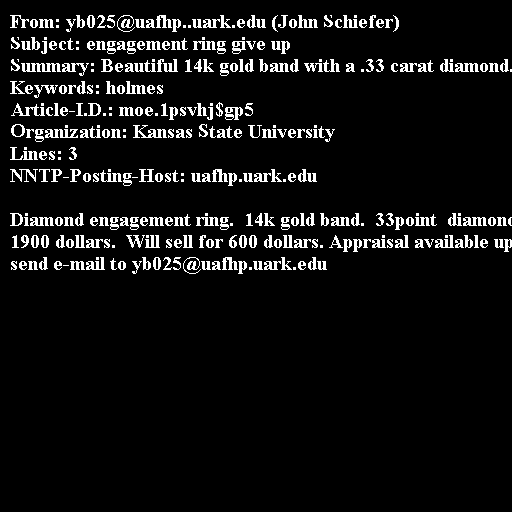 From: yb025@uafhp..uark.edu (John Schiefer)
Subject: engagement ring give up
Summary: Beautiful 14k gold band with a .33 carat diamond.
Keywords: holmes
Article-I.D.: moe.1psvhj$gp5
Organization: Kansas State University
Lines: 3
NNTP-Posting-Host: uafhp.uark.edu

Diamond engagement ring.  14k gold band.  33point  diamond
1900 dollars.  Will sell for 600 dollars. Appraisal available up
send e-mail to yb025@uafhp.uark.edu